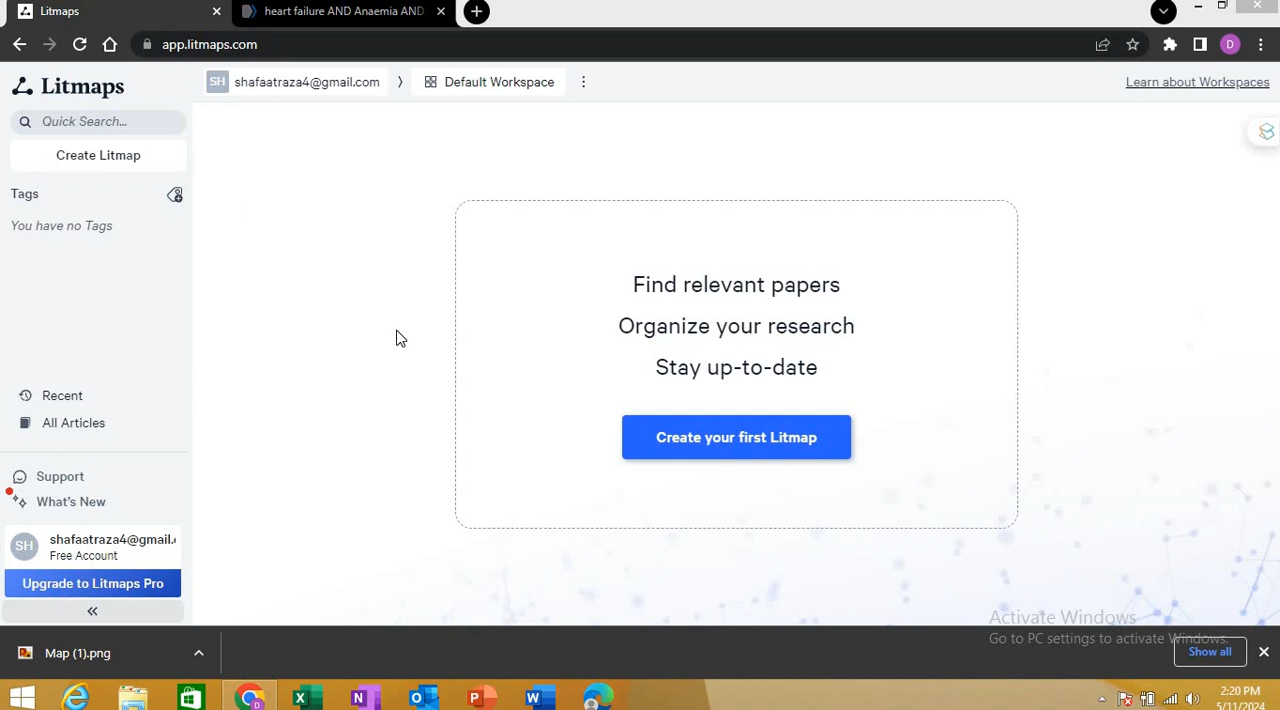 Litmaps
heart failure AND Anaemia AND
app.litmaps.com
D
Litmaps
SH shafaatraza4@gmail.com
Default Workspace
Learn about Workspaces
Quick Search...
Create Litmap
Tags
You have no Tags
Find relevant papers
Organize your research
Stay up-to-date
Create your first Litmap
Recent
All Articles
Support
What's New
SH
shafaatraza4@gmail.
Free Account
Upgrade to Litmaps Pro
Activate Windows
Go to PC settings to activate Windows.
Map (1).png
Show all
2:20 PM
5/11/2024